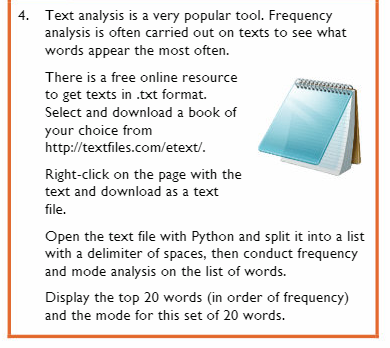 4. Text analysis is a very popular tool. Frequency
analysis is often carried out on texts to see what
words appear the most often.
There is a free online resource
to get texts in .txt format.
Select and download a book of
your choice from
http://textfiles.com/etext/.
Right-click on the page with the
text and download as a text
file.
Open the text file with Python and split it into a list
with a delimiter of spaces, then conduct frequency
and mode analysis on the list of words.
Display the top 20 words (in order of frequency)
and the mode for this set of 20 words.